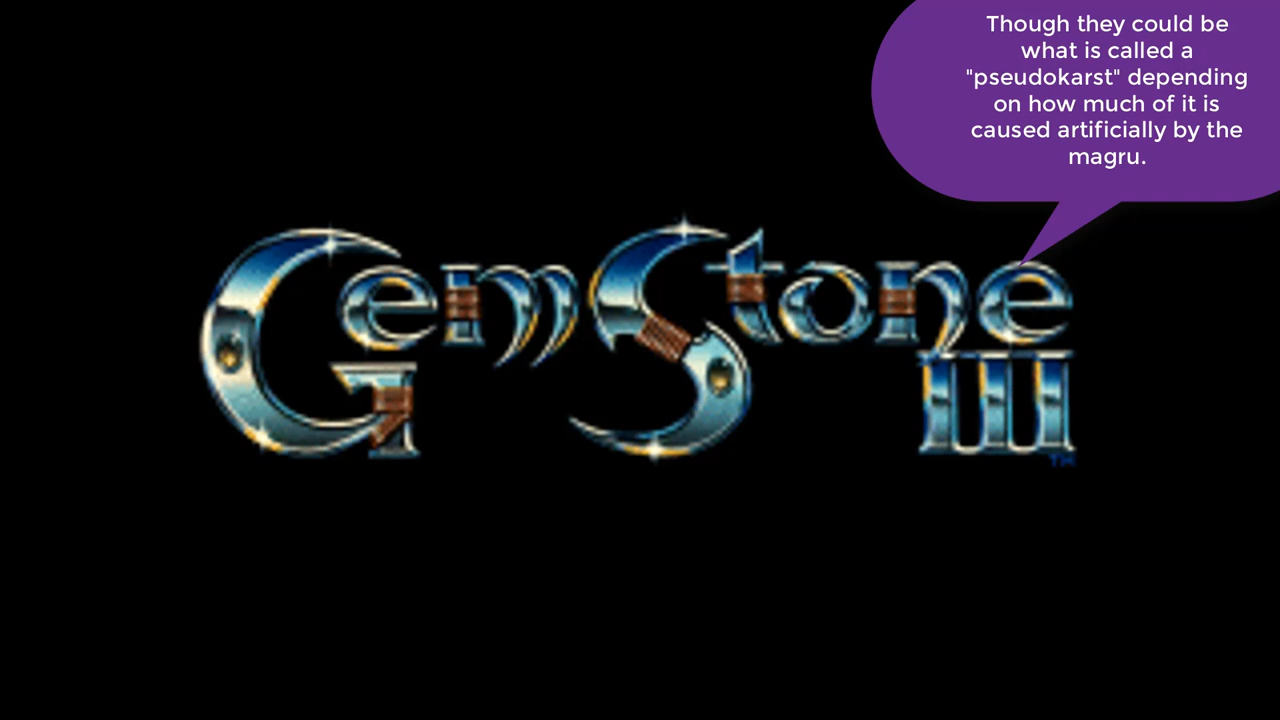 Though they could be
what is called a
"pseudokarst" depending
on how much of it is
caused artificially by the
magru.
GemStone
III
TM